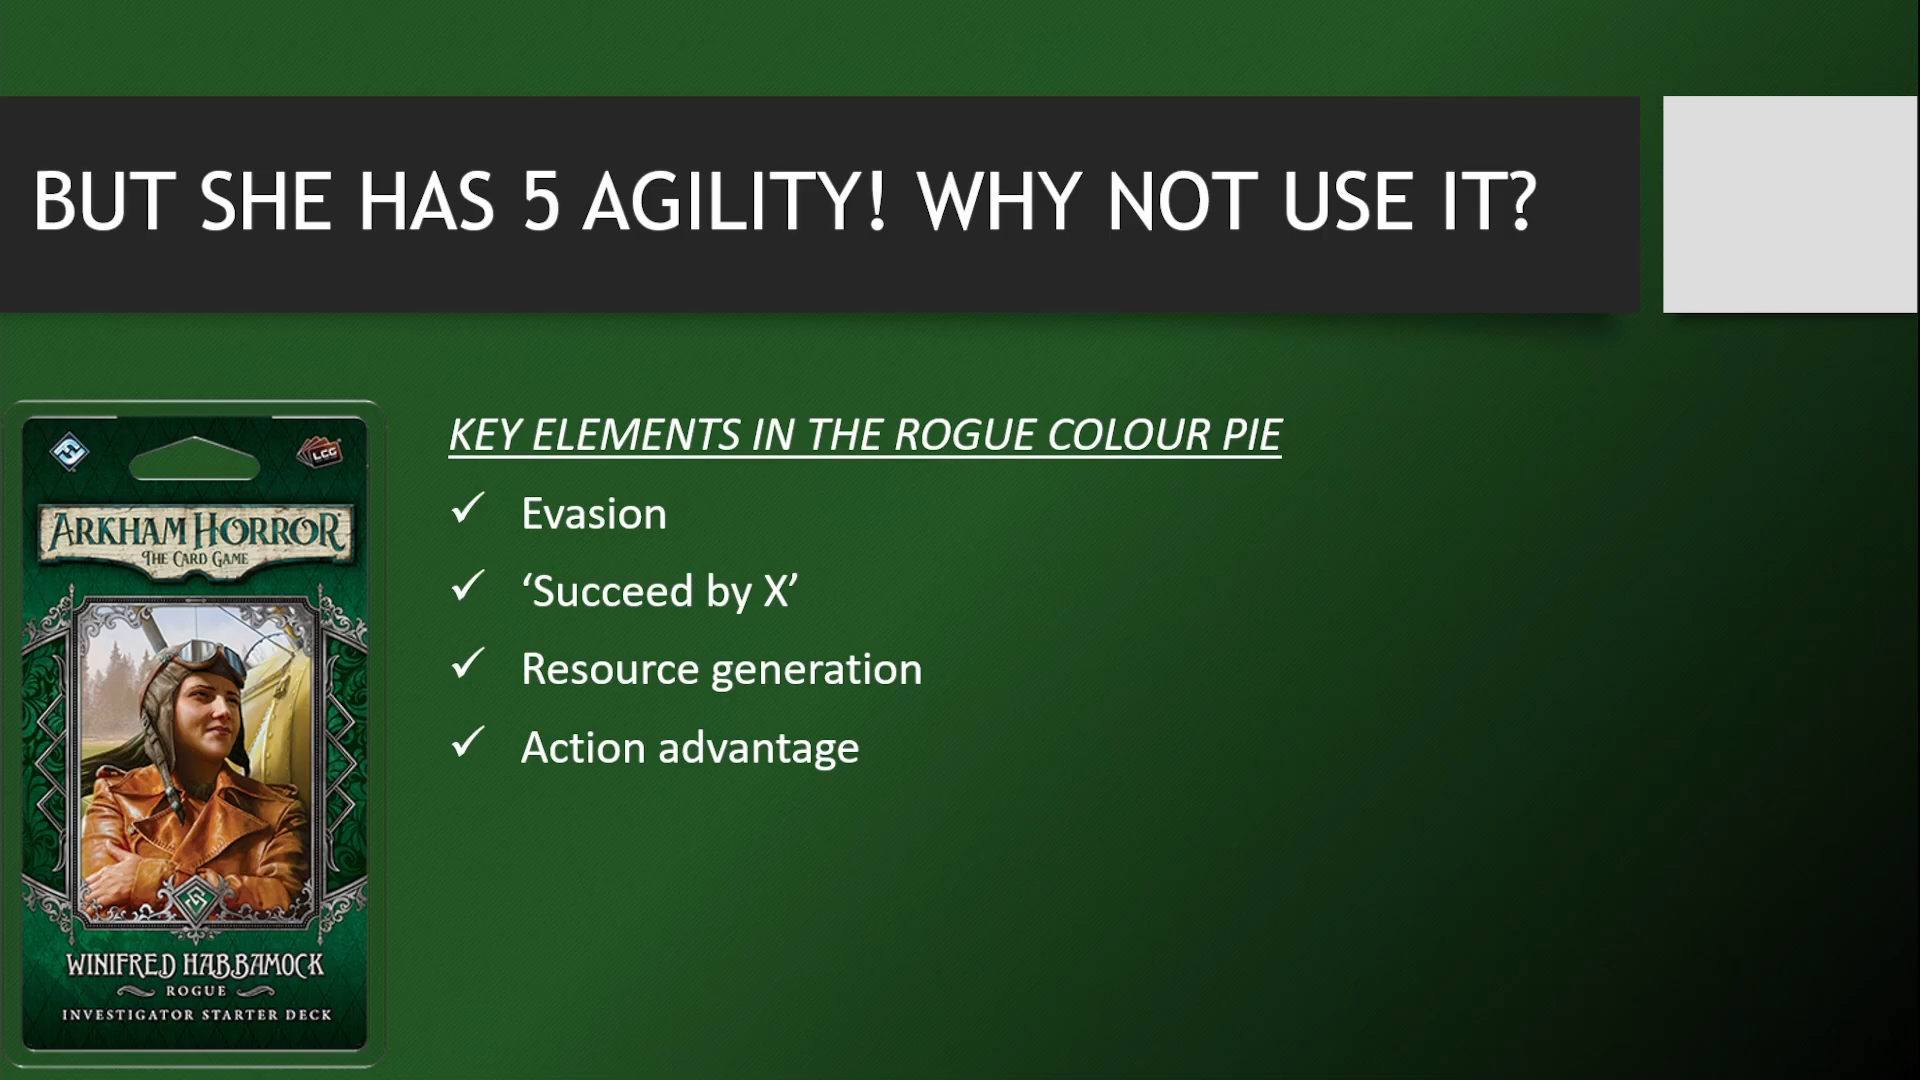 BUT SHE HAS 5 AGILITY! WHY NOT USE IT?
KEY ELEMENTS IN THE ROGUE COLOUR PIE
Evasion
‘Succeed by X’
Resource generation
Action advantage
LCG
ARKHAM HORROR
THE CARD GAME
WINIFRED HABBAMOCK
ROGUE
INVESTIGATOR STARTER DECK